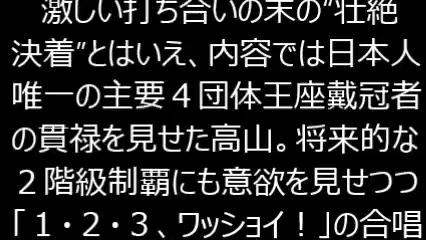 激しい打ち合いの末の“壮絶
決着”とはいえ、内容では日本人
唯一の主要４団体王座戴冠者
の貫禄を見せた高山。将来的な
２階級制覇にも意欲を見せつつ
「１・２・３、ワッショイ！」の合唱